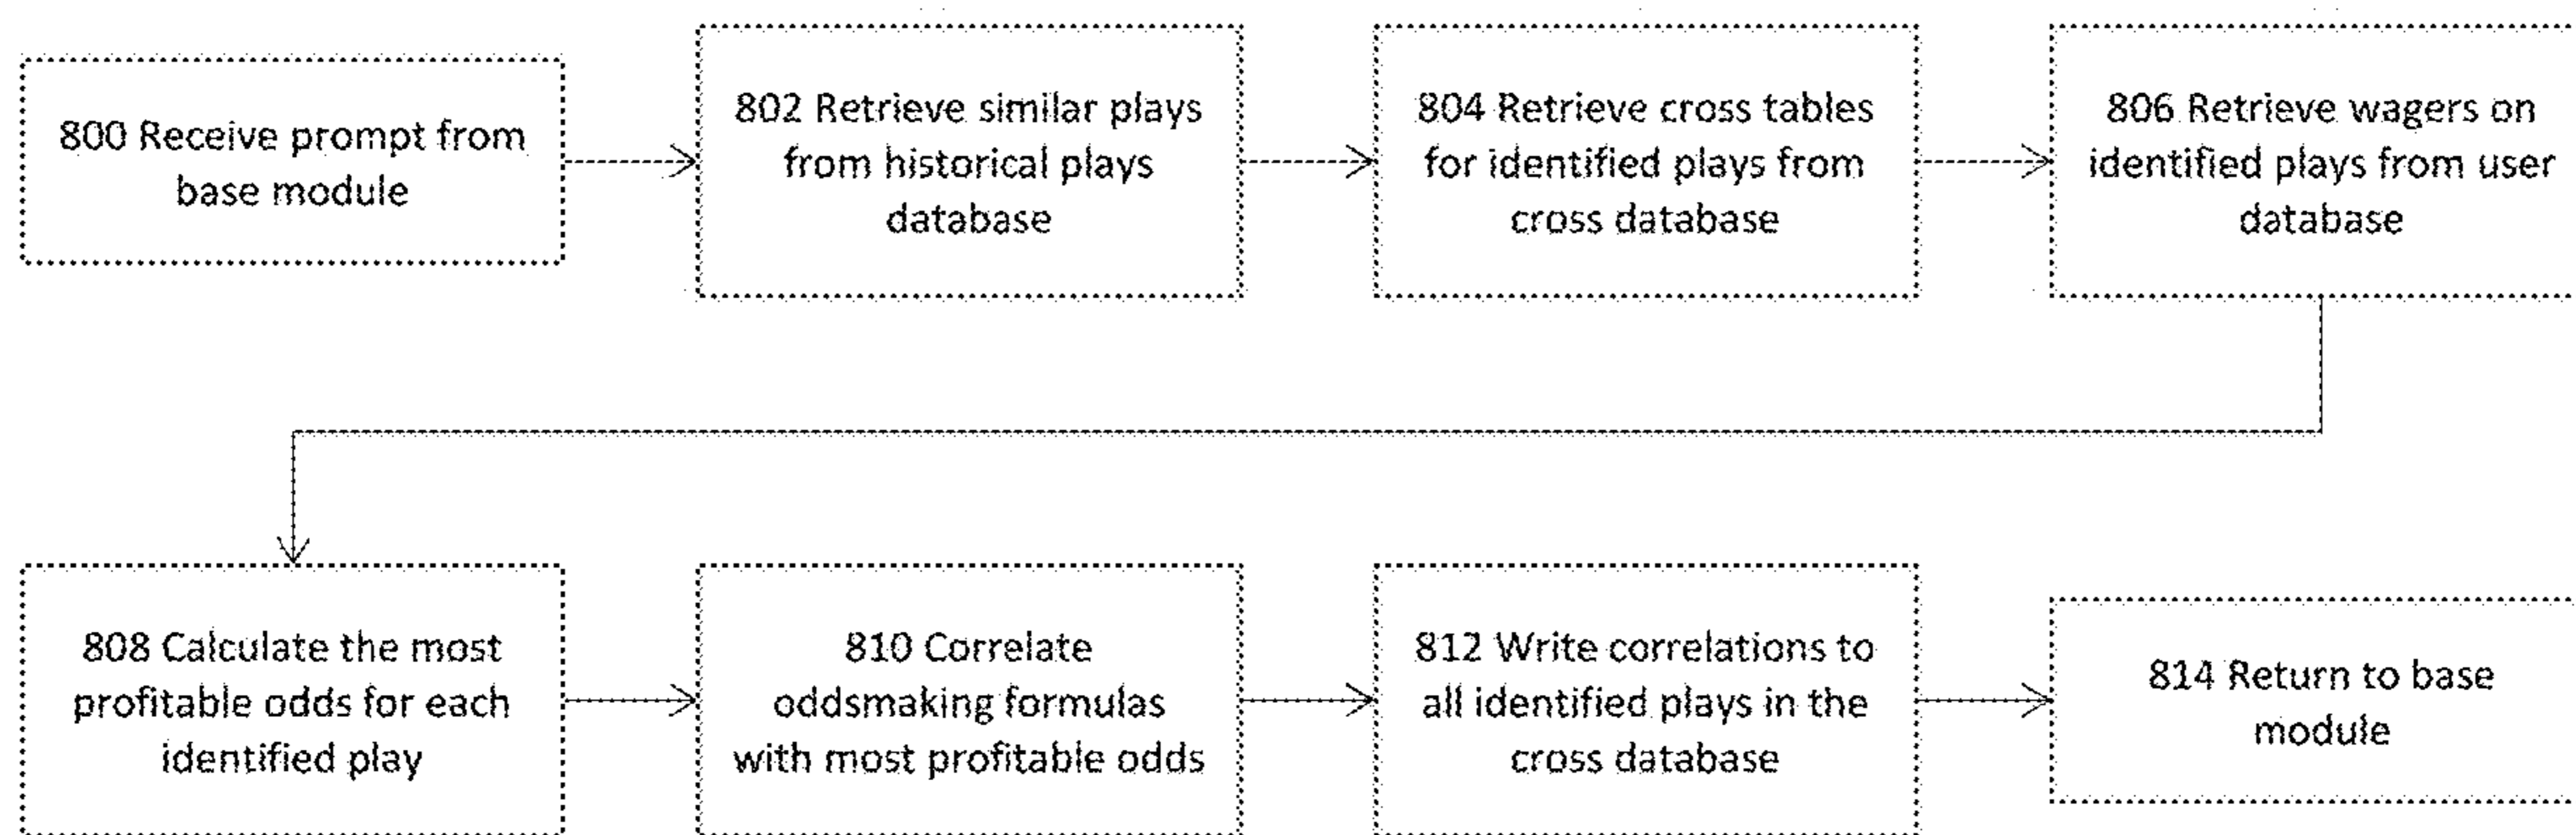 800 Receive prompt from
base module
802 Retrieve similar plays
from historical plays
database
804 Retrieve cross tables
for identified plays from
cross database
806 Retrieve wagers on
identified plays from user
database
808 Calculate the most
profitable odds for each
identified play
810 Correlate
oddsmaking formulas
with most profitable odds
812 Write correlations to
all identified plays in the
cross database
814 Return to base
module